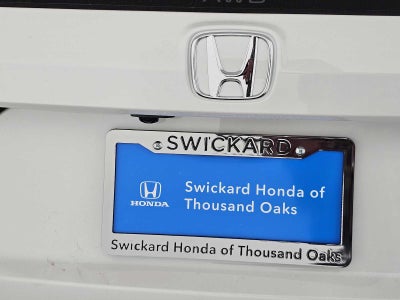 SWICKARD
Swickard Honda of
HONDA
Thousand Oaks
Swickard Honda of Thousand Oaks